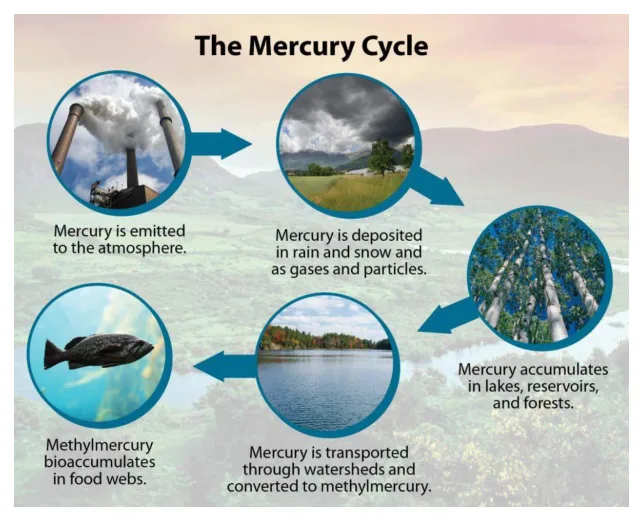 The Mercury Cycle
Mercury is emitted
to the atmosphere.
Mercury is deposited
in rain and snow and
as gases and particles.
Mercury accumulates
in lakes, reservoirs,
and forests.
Mercury is transported
through watersheds and
converted to methylmercury.
Methylmercury
bioaccumulates
in food webs.